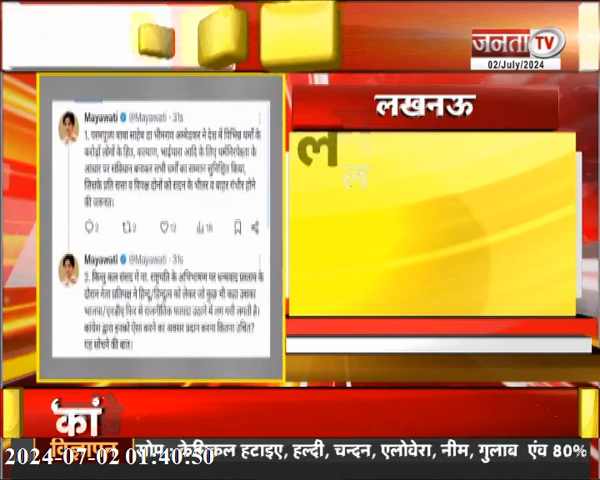 जनता TV
02/July/2024
लखनऊ
Mayawati @Mayawati · 31s
1. परमपूज्य बाबा साहेब डा भीमराव अम्बेडकर ने देश में विभिन्न धर्मों के
करोड़ों लोगों के हित, कल्याण, भाईचारा आदि के लिए धर्मनिरपेक्षता के
आधार पर संविधान बनाकर सभी धर्मों का सम्मान सुनिश्चित किया,
जिसके प्रति सत्ता व विपक्ष दोनों को सदन के भीतर व बाहर गंभीर होने
की जरूरत।
Mayawati @Mayawati · 31s
2. किन्तु कल संसद में मा. राष्ट्रपति के अभिभाषण पर धन्यवाद प्रस्ताव के
दौरान नेता प्रतिपक्ष ने हिन्दू/हिन्दुत्व को लेकर जो कुछ भी कहा उसका
भाजपा/एनडीए फिर से राजनीतिक फायदा उठाने में लग गयी लगती है।
कांग्रेस द्वारा इनको ऐसा करने का अवसर प्रदान करना कितना उचित?
यह सोचने की बात।
ल
ल
'कां
विज्ञापन सोम : केमिकल हटाइए, हल्दी, चन्दन, एलोवेरा, नीम, गुलाब एंव 80%
2024-07-02 01:40:50